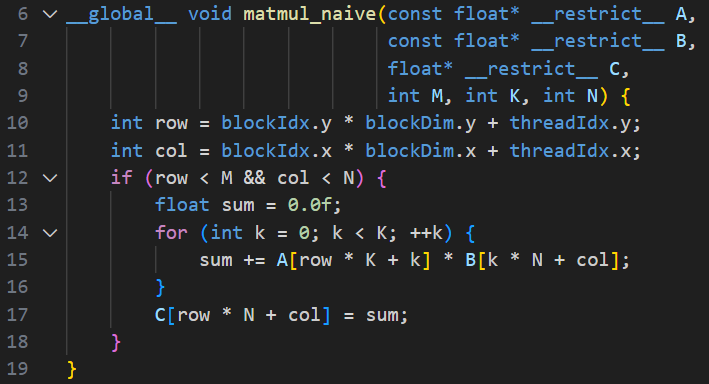 6 __global__ void matmul_naive(const float* __restrict__ A,
7 const float* __restrict__ B,
8 float* __restrict__ C,
9 int M, int K, int N) {
10 int row = blockIdx.y * blockDim.y + threadIdx.y;
11 int col = blockIdx.x * blockDim.x + threadIdx.x;
12 if (row < M && col < N) {
13 float sum = 0.0f;
14 for (int k = 0; k < K; ++k) {
15 sum += A[row * K + k] * B[k * N + col];
16 }
17 C[row * N + col] = sum;
18 }
19 }